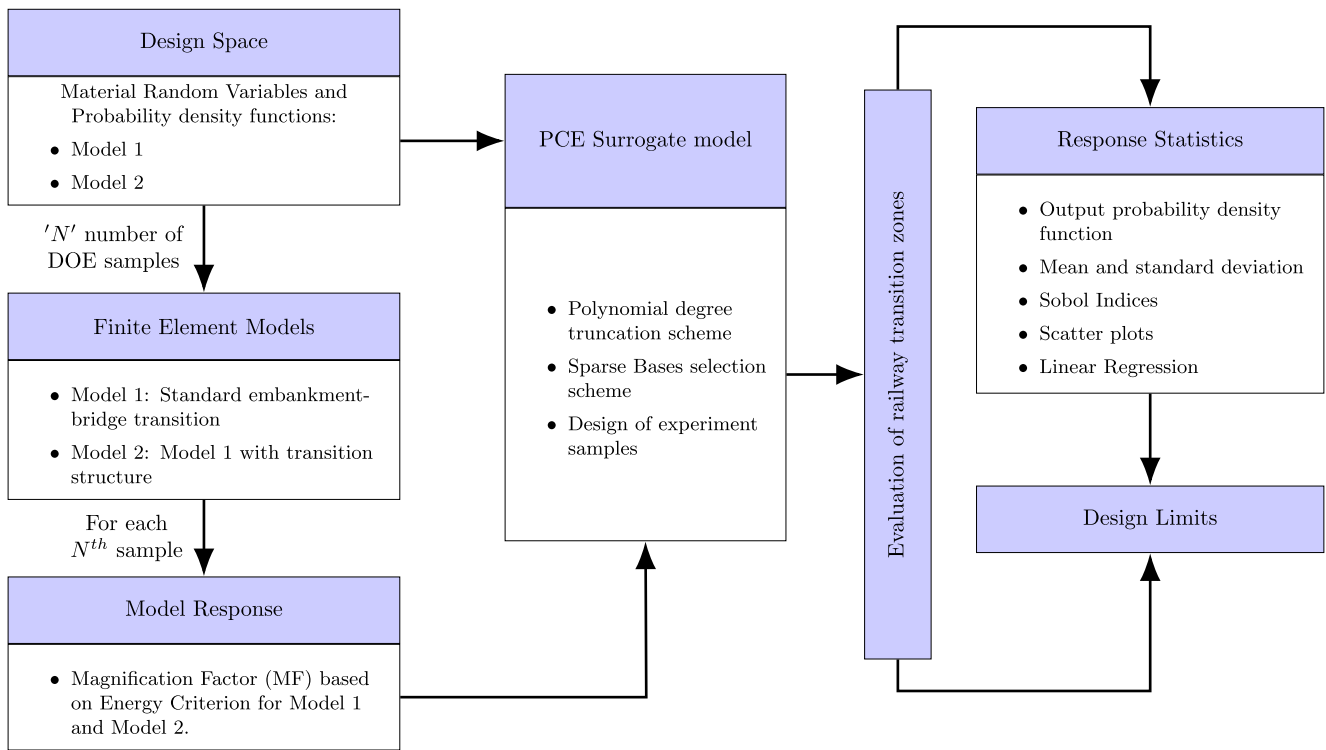 Design Space
Material Random Variables and
Probability density functions:
• Model 1
• Model 2
'N' number of
DOE samples
Finite Element Models
• Model 1: Standard embankment-
bridge transition
• Model 2: Model 1 with transition
structure
For each
Nth sample
Model Response
• Magnification Factor (MF) based
on Energy Criterion for Model 1
and Model 2.
PCE Surrogate model
• Polynomial degree
truncation scheme
• Sparse Bases selection
scheme
• Design of experiment
samples
Evaluation of railway transition zones
Response Statistics
• Output probability density
function
• Mean and standard deviation
• Sobol Indices
• Scatter plots
• Linear Regression
Design Limits